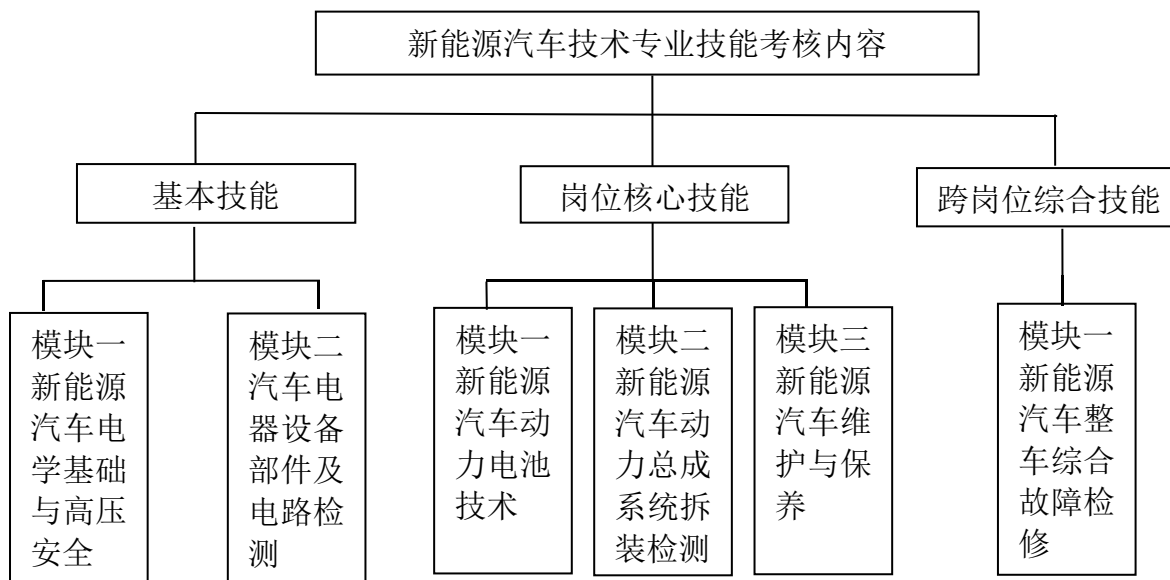 新能源汽车技术专业技能考核内容
基本技能
岗位核心技能
跨岗位综合技能
模块一
新能源
汽车电
学基础
与高压
安全
模块二
汽车电
器设备
部件及
电路检
测
模块一
新能源
汽车动
力电池
技术
模块二
新能源
汽车动
力总成
系统拆
装检测
模块三
新能源
汽车维
护与保
养
模块一
新能源
汽车整
车综合
故障检
修